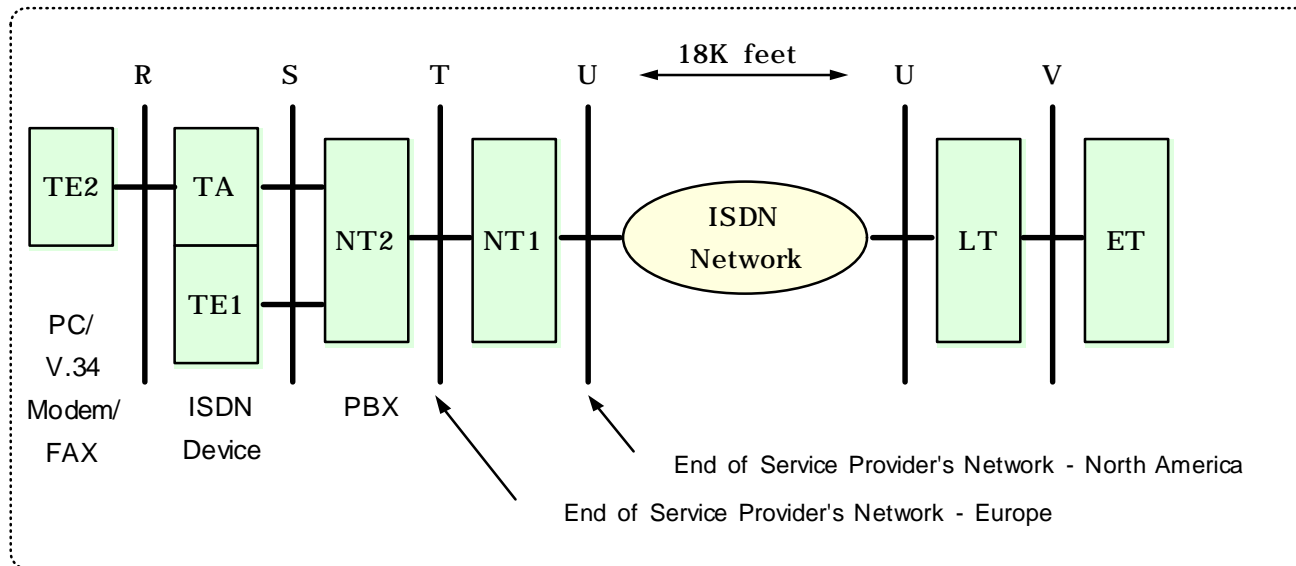 18K feet
R
S
T
U
U
V
TE2
TA
TE1
NT2
NT1
ISDN
Network
LT
ET
PC/
V.34
Modem/
FAX
ISDN
Device
PBX
End of Service Provider's Network - North America
End of Service Provider's Network - Europe